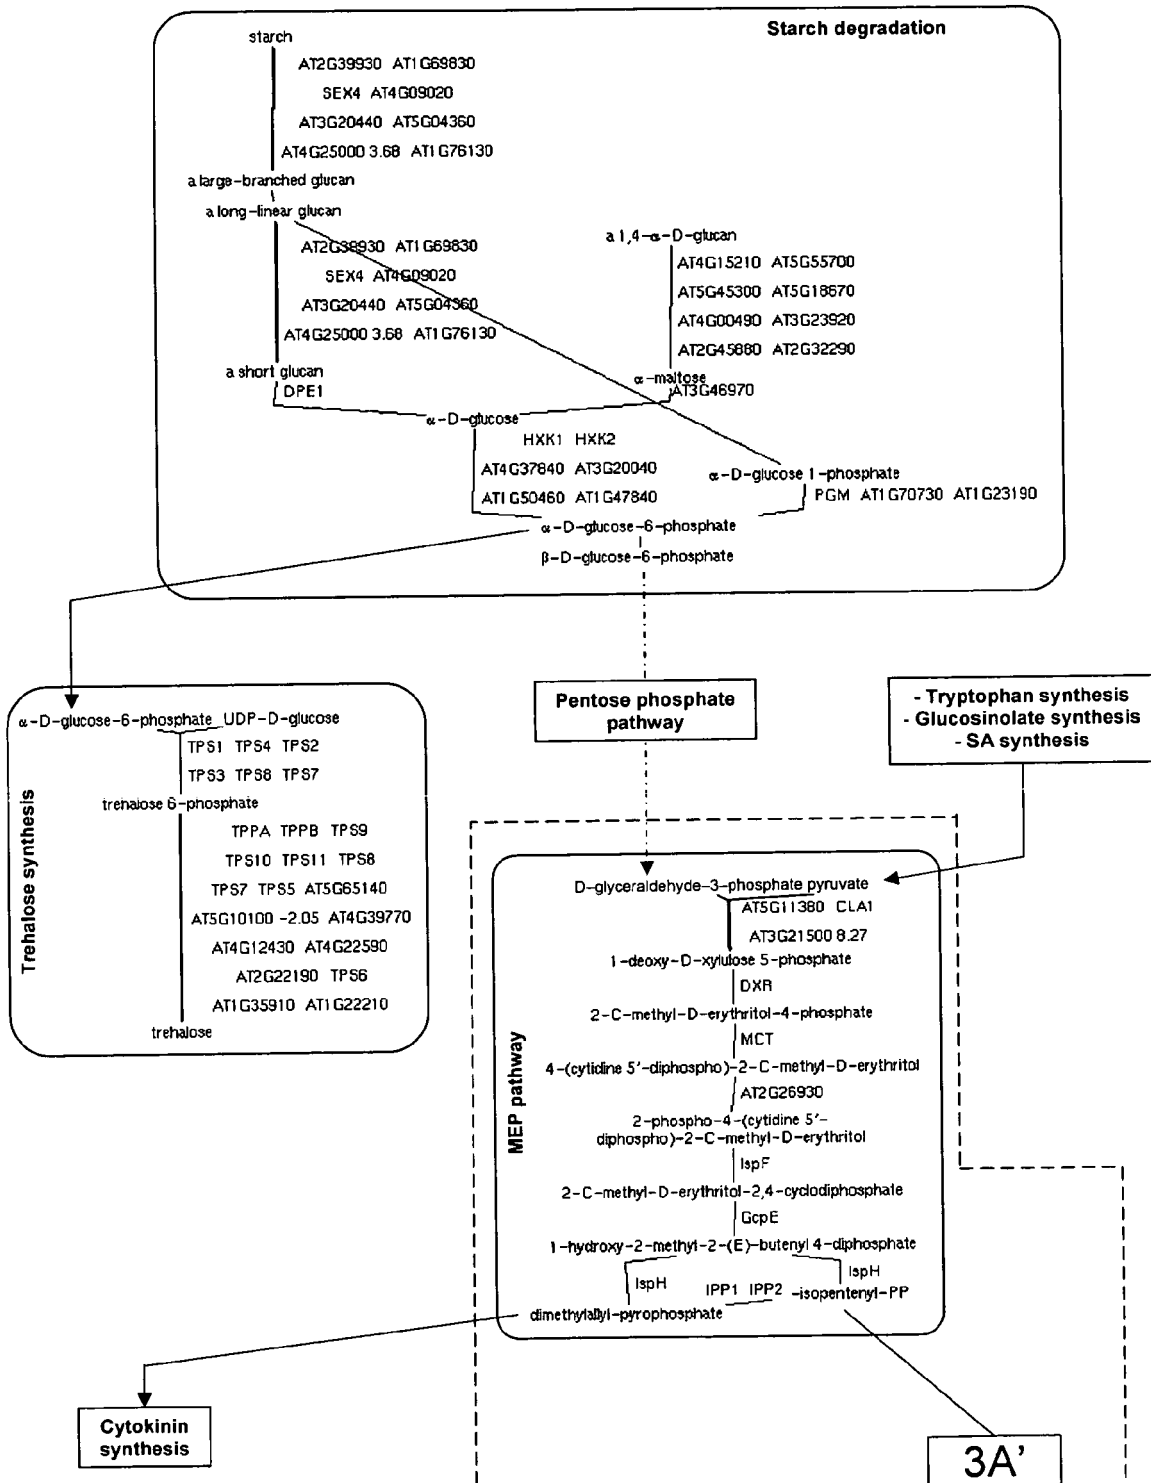 Starch degradation
starch
AT2G39930 AT1G69830
SEX4 AT4G09020
AT3G20440 AT5G04360
AT4G25000 3.68 AT1G76130
a large-branched glucan
a long-linear glucan
AT2G39930 AT1G69830
SEX4 AT4G09020
AT3G20440 AT5G04360
AT4G25000 3.68 AT1G76130
a short glucan
DPE1
a 1,4-α-D-glucan
AT4G15210 AT5G55700
AT5G45300 AT5G18670
AT4G00490 AT3G23920
AT2G45880 AT2G32290
α-maltose
AT3G46970
α-D-glucose
HXK1 HXK2
AT4G37840 AT3G20040
AT1G50460 AT1G47840
α-D-glucose 1-phosphate
PGM AT1G70730 AT1G23190
α-D-glucose-6-phosphate
β-D-glucose-6-phosphate
Pentose phosphate
pathway
- Tryptophan synthesis
- Glucosinolate synthesis
- SA synthesis
Trehalose synthesis
α-D-glucose-6-phosphate UDP-D-glucose
TPS1 TPS4 TPS2
TPS3 TPS8 TPS7
trehalose 6-phosphate
TPPA TPPB TPS9
TPS10 TPS11 TPS8
TPS7 TPS5 AT5G65140
AT5G10100 -2.05 AT4G39770
AT4G12430 AT4G22590
AT2G22190 TPS6
AT1G35910 AT1G22210
trehalose
MEP pathway
D-glyceraldehyde-3-phosphate pyruvate
AT5G11380 CLA1
AT3G21500 8.27
1-deoxy-D-xylulose 5-phosphate
DXR
2-C-methyl-D-erythritol-4-phosphate
MCT
4-(cytidine 5'-diphospho)-2-C-methyl-D-erythritol
AT2G26930
2-phospho-4-(cytidine 5'-
diphospho)-2-C-methyl-D-erythritol
IspF
2-C-methyl-D-erythritol-2,4-cyclodiphosphate
GcpE
1-hydroxy-2-methyl-2-(E)-butenyl 4-diphosphate
IspH
IPP1 IPP2
IspH
-isopentenyl-PP
dimethylallyl-pyrophosphate
Cytokinin
synthesis
3A'